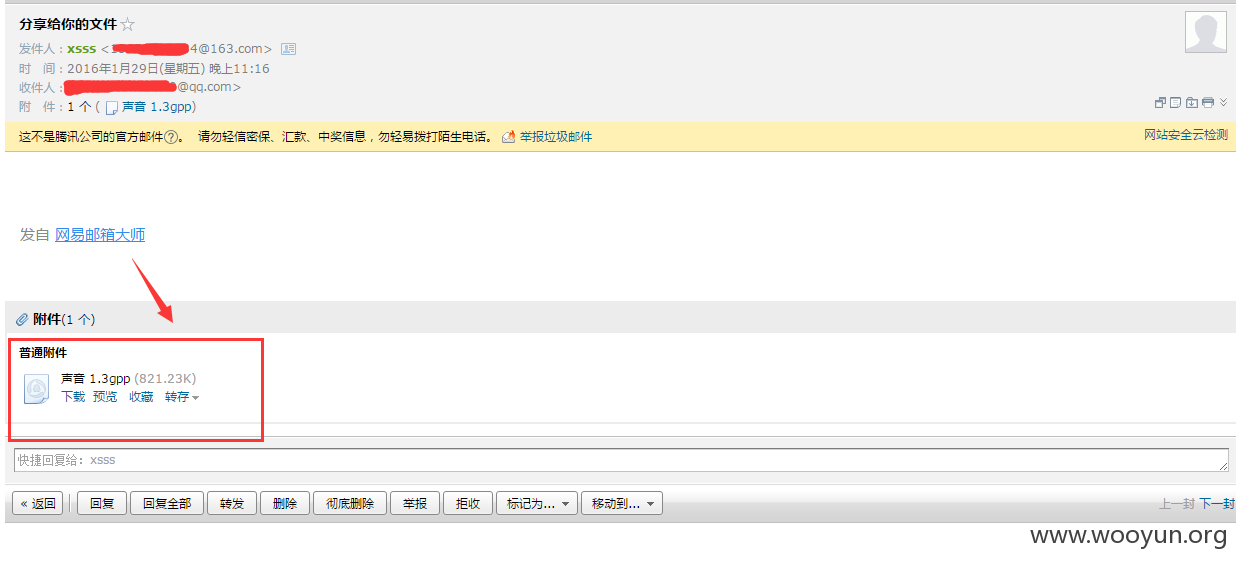 分享给你的文件☆
发件人：xsss <4@163.com>
时　间：2016年1月29日(星期五) 晚上11:16
收件人：@qq.com>
附　件：1 个 ( 声音 1.3gpp)
这不是腾讯公司的官方邮件?。 请勿轻信密保、汇款、中奖信息，勿轻易拨打陌生电话。 举报垃圾邮件 网站安全云检测
发自 网易邮箱大师
附件(1 个)
普通附件
声音 1.3gpp (821.23K)
下载 预览 收藏 转存
快捷回复给：xsss
« 返回 回复 回复全部 转发 删除 彻底删除 举报 拒收 标记为... 移动到... 上一封 下一封
www.wooyun.org